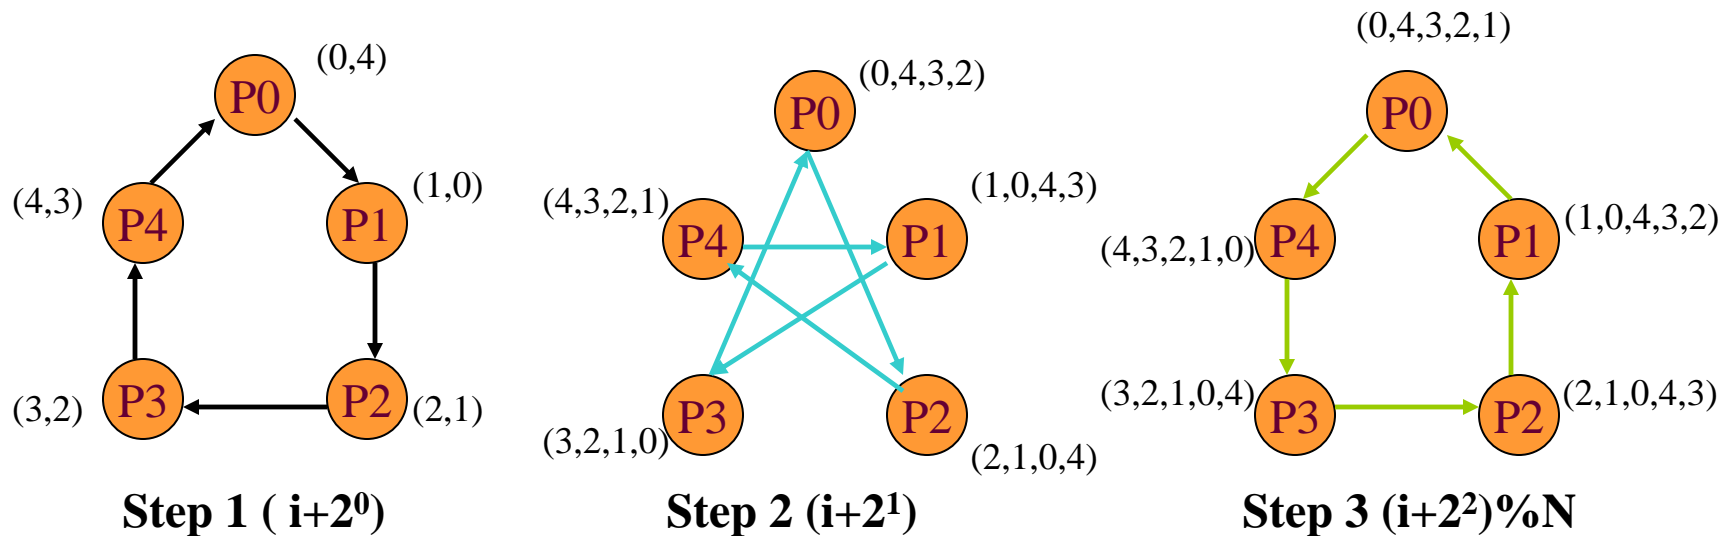 (0,4)
P0
(4,3)
P4
P1
(1,0)
(3,2)
P3
P2
(2,1)
Step 1 ( i+2⁰)
P0
(0,4,3,2)
(4,3,2,1)
P4
P1
(1,0,4,3)
(3,2,1,0)
P3
P2
(2,1,0,4)
Step 2 (i+2¹)
(0,4,3,2,1)
P0
(4,3,2,1,0)
P4
P1
(1,0,4,3,2)
(3,2,1,0,4)
P3
P2
(2,1,0,4,3)
Step 3 (i+2²)%N